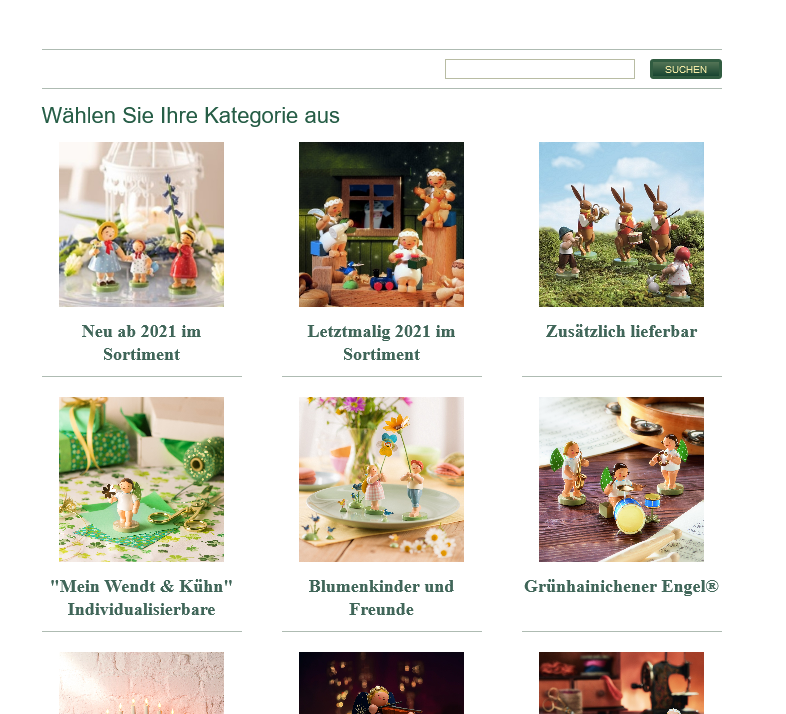 SUCHEN
Wählen Sie Ihre Kategorie aus
Neu ab 2021 im
Sortiment
Letztmalig 2021 im
Sortiment
Zusätzlich lieferbar
"Mein Wendt & Kühn"
Individualisierbare
Blumenkinder und
Freunde
Grünhainichener Engel®